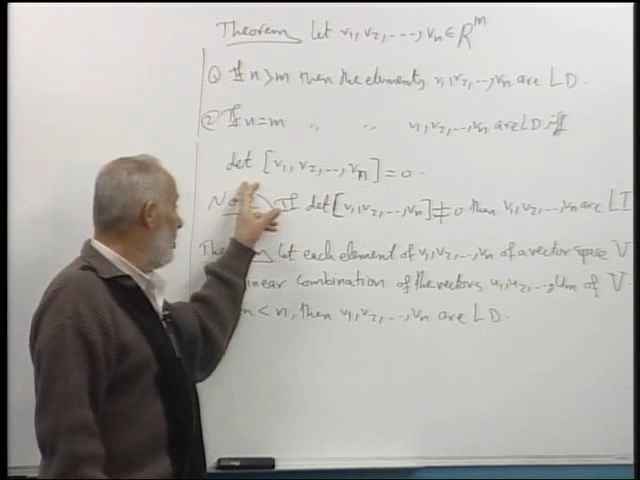 Theorem Let v₁, v₂, ---, vₙ ∈ Rᵐ
① If n > m then the elements v₁, v₂, --, vₙ are LD.
② If n = m " " v₁, v₂, --, vₙ are LD iff
det [v₁, v₂, --, vₙ] = 0.
If det [v₁, v₂, --, vₙ] ≠ 0 then v₁, v₂, --, vₙ are LI
Let each element of v₁, v₂, --, vₙ of a vector space V
combination of the vectors u₁, u₂, --, uₘ of V
< n, then v₁, v₂, --, vₙ are LD.